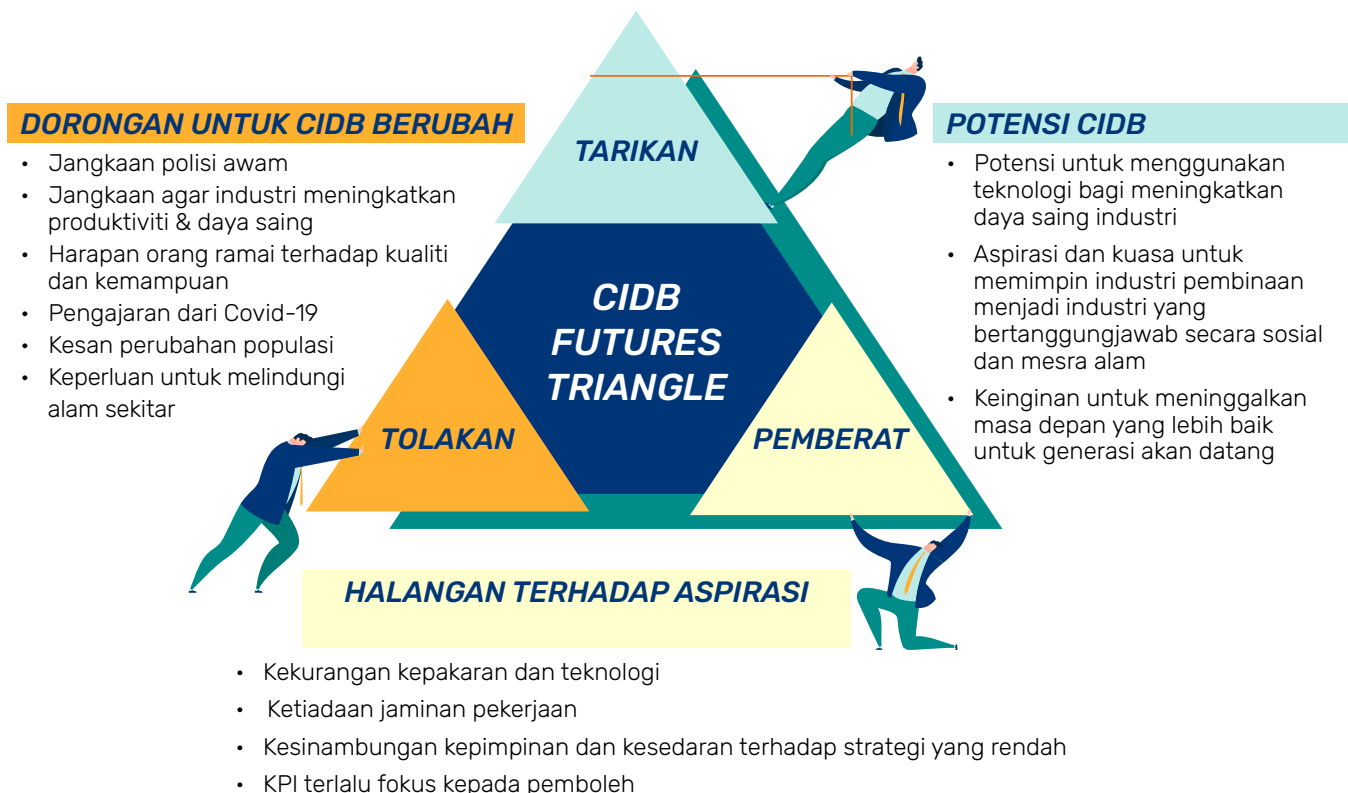 DORONGAN UNTUK CIDB BERUBAH
• Jangkaan polisi awam
• Jangkaan agar industri meningkatkan
produktiviti & daya saing
• Harapan orang ramai terhadap kualiti
dan kemampuan
• Pengajaran dari Covid-19
• Kesan perubahan populasi
• Keperluan untuk melindungi
alam sekitar
TARIKAN
CIDB
FUTURES
TRIANGLE
TOLAKAN
PEMBERAT
POTENSI CIDB
• Potensi untuk menggunakan
teknologi bagi meningkatkan
daya saing industri
• Aspirasi dan kuasa untuk
memimpin industri pembinaan
menjadi industri yang
bertanggungjawab secara sosial
dan mesra alam
• Keinginan untuk meninggalkan
masa depan yang lebih baik
untuk generasi akan datang
HALANGAN TERHADAP ASPIRASI
• Kekurangan kepakaran dan teknologi
• Ketiadaan jaminan pekerjaan
• Kesinambungan kepimpinan dan kesedaran terhadap strategi yang rendah
• KPI terlalu fokus kepada pemboleh